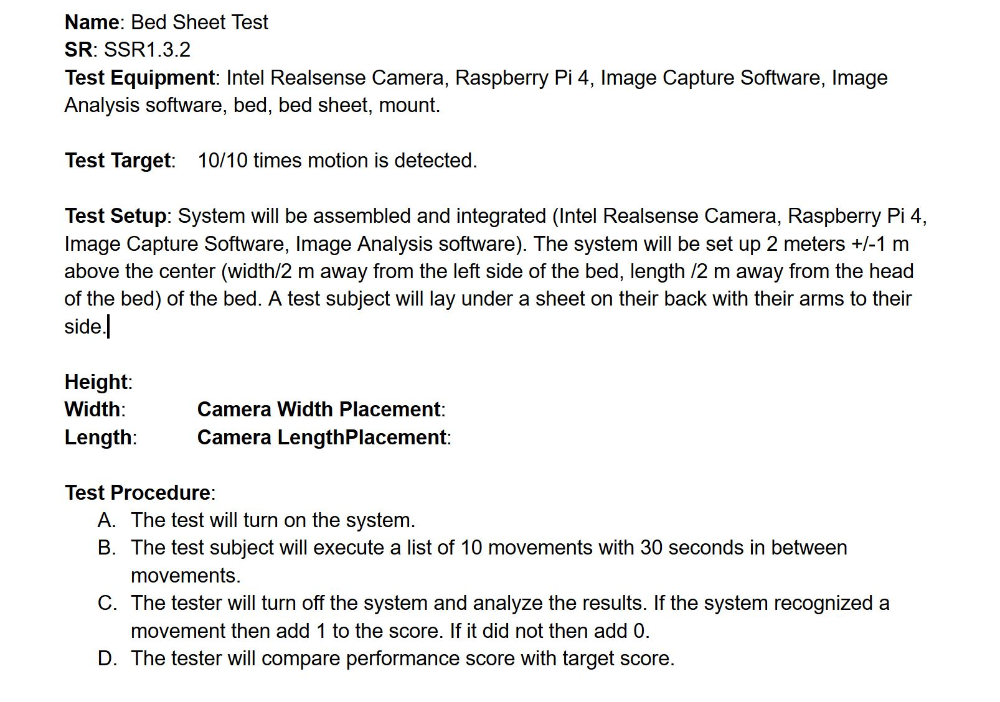 Name: Bed Sheet Test
SR: SSR1.3.2
Test Equipment: Intel Realsense Camera, Raspberry Pi 4, Image Capture Software, Image
Analysis software, bed, bed sheet, mount.
Test Target: 10/10 times motion is detected.
Test Setup: System will be assembled and integrated (Intel Realsense Camera, Raspberry Pi 4,
Image Capture Software, Image Analysis software). The system will be set up 2 meters +/-1 m
above the center (width/2 m away from the left side of the bed, length /2 m away from the head
of the bed) of the bed. A test subject will lay under a sheet on their back with their arms to their
side.
Height:
Width: Camera Width Placement:
Length: Camera LengthPlacement:
Test Procedure:
A. The test will turn on the system.
B. The test subject will execute a list of 10 movements with 30 seconds in between
movements.
C. The tester will turn off the system and analyze the results. If the system recognized a
movement then add 1 to the score. If it did not then add 0.
D. The tester will compare performance score with target score.